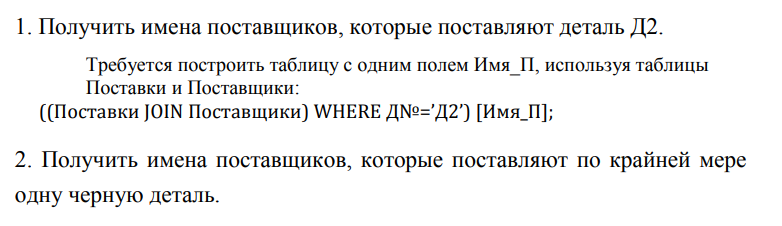 1. Получить имена поставщиков, которые поставляют деталь Д2.
Требуется построить таблицу с одним полем Имя_П, используя таблицы
Поставки и Поставщики:
((Поставки JOIN Поставщики) WHERE Д№=’Д2’) [Имя_П];
2. Получить имена поставщиков, которые поставляют по крайней мере
одну черную деталь.